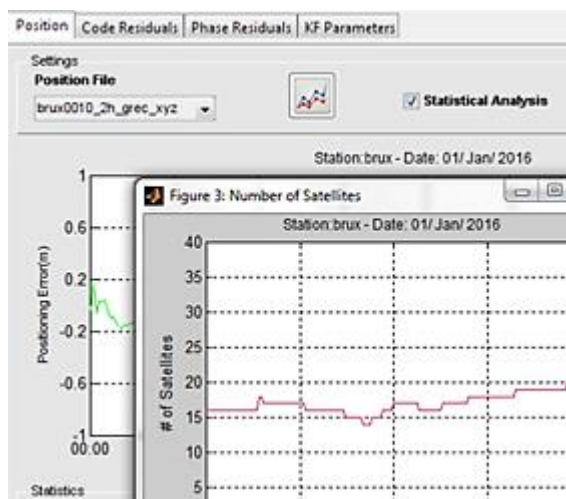 Position Code Residuals Phase Residuals KF Parameters
Settings
Position File
brux0010_2h_grec_xyz
Statistical Analysis
Station:brux - Date: 01/ Jan/ 2016
1
0.6
0.2
-0.2
-0.6
-1
00:00
Positioning Error(m)
Statistics
Figure 3: Number of Satellites
Station:brux - Date: 01/ Jan/ 2016
40
35
30
25
20
15
10
5
# of Satellites